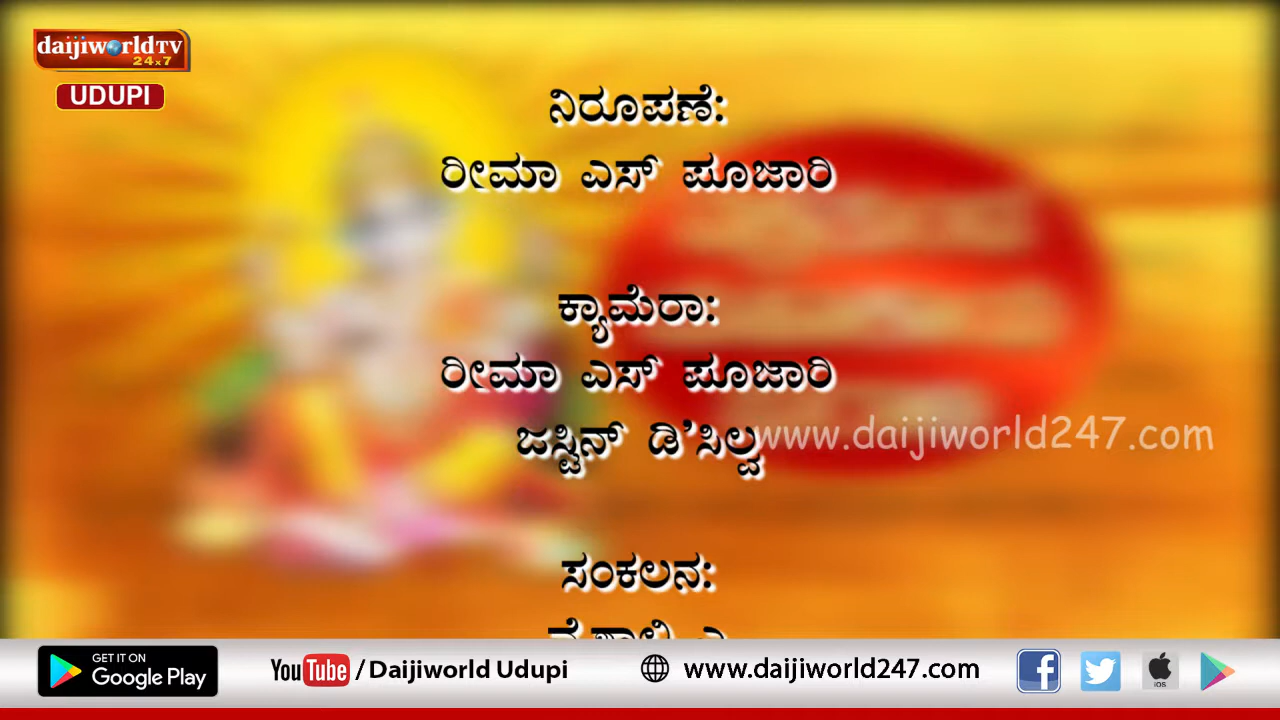 daijiworldTV
24x7
UDUPI
ನಿರೂಪಣೆ:
ರೀಮಾ ಎಸ್ ಪೂಜಾರಿ
ಕ್ಯಾಮೆರಾ:
ರೀಮಾ ಎಸ್ ಪೂಜಾರಿ
ಜಸ್ಟಿನ್ ಡಿ'ಸಿಲ್ವ
www.daijiworld247.com
ಸಂಕಲನ:
GET IT ON
Google Play
YouTube / Daijiworld Udupi
www.daijiworld247.com
iOS